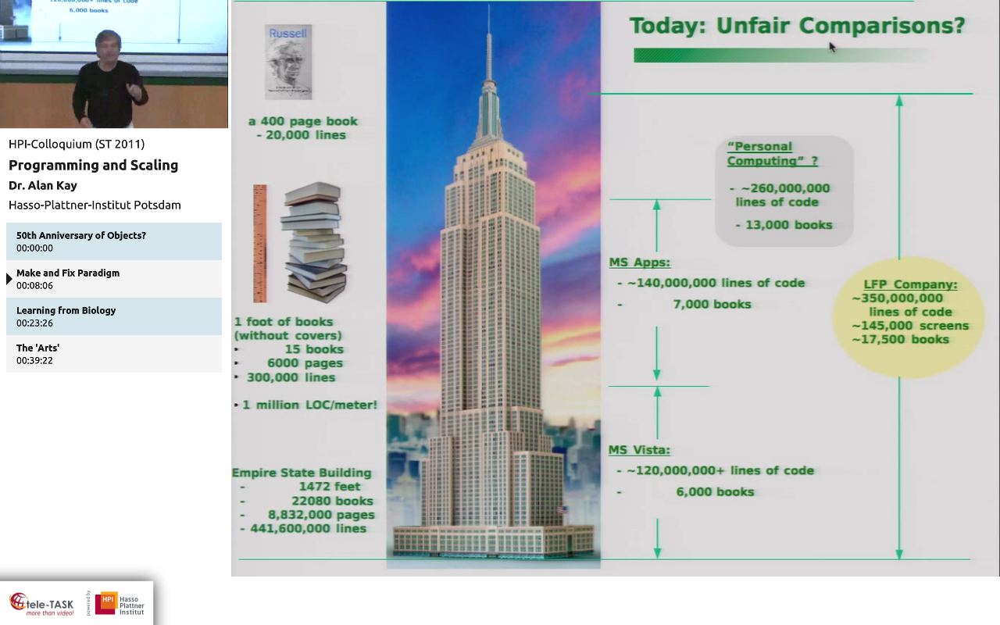 120,000,000+ lines of code
6,000 books
HPI-Colloquium (ST 2011)
Programming and Scaling
Dr. Alan Kay
Hasso-Plattner-Institut Potsdam
50th Anniversary of Objects?
00:00:00
Make and Fix Paradigm
00:08:06
Learning from Biology
00:23:26
The 'Arts'
00:39:22
tele-TASK
more than video!
powered by
HPI
Hasso
Plattner
Institut
Russell
a 400 page book
- 20,000 lines
1 foot of books
(without covers)
• 15 books
• 6000 pages
• 300,000 lines
• 1 million LOC/meter!
Empire State Building
- 1472 feet
- 22080 books
- 8,832,000 pages
- 441,600,000 lines
Today: Unfair Comparisons?
“Personal
Computing” ?
- ~260,000,000
lines of code
- 13,000 books
MS Apps:
- ~140,000,000 lines of code
- 7,000 books
LFP Company:
~350,000,000
lines of code
~145,000 screens
~17,500 books
MS Vista:
- ~120,000,000+ lines of code
- 6,000 books